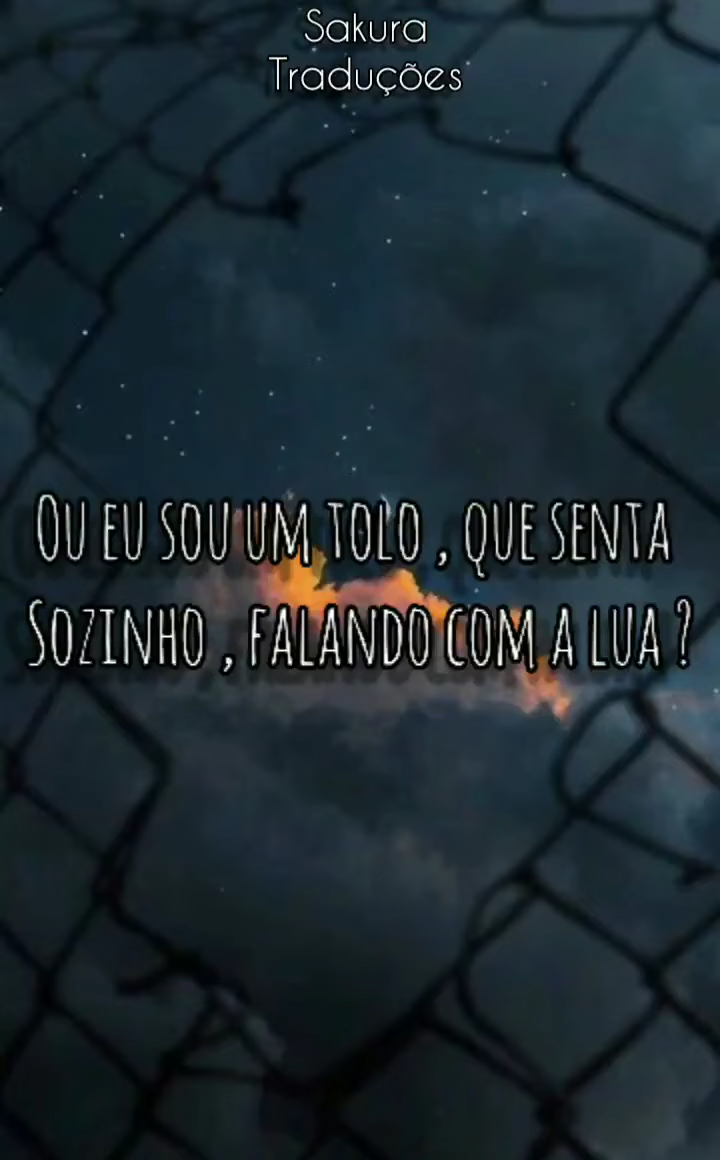 Sakura
Traduções
Ou eu sou um tolo , que senta
Sozinho , falando com a lua ?